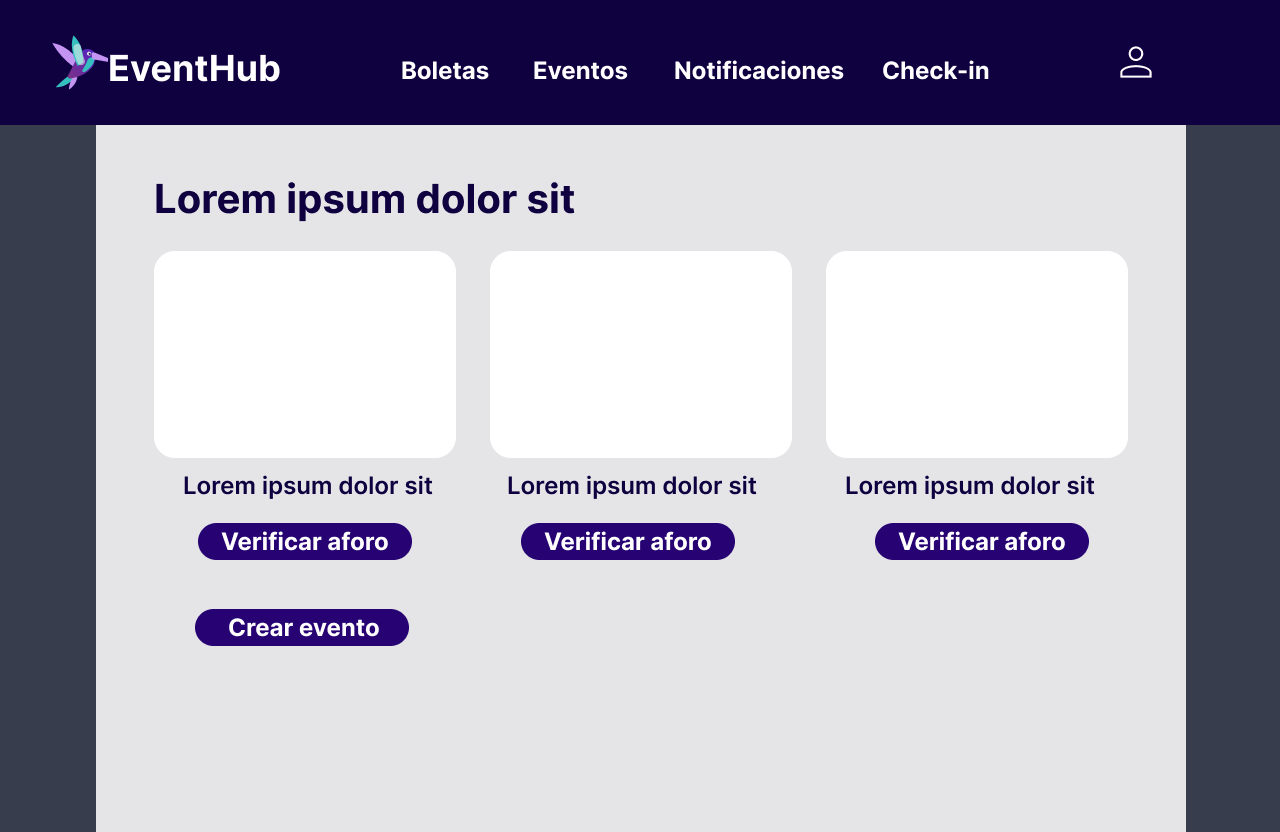 EventHub
Boletas
Eventos
Notificaciones
Check-in
Lorem ipsum dolor sit
Lorem ipsum dolor sit
Lorem ipsum dolor sit
Lorem ipsum dolor sit
Verificar aforo
Verificar aforo
Verificar aforo
Crear evento